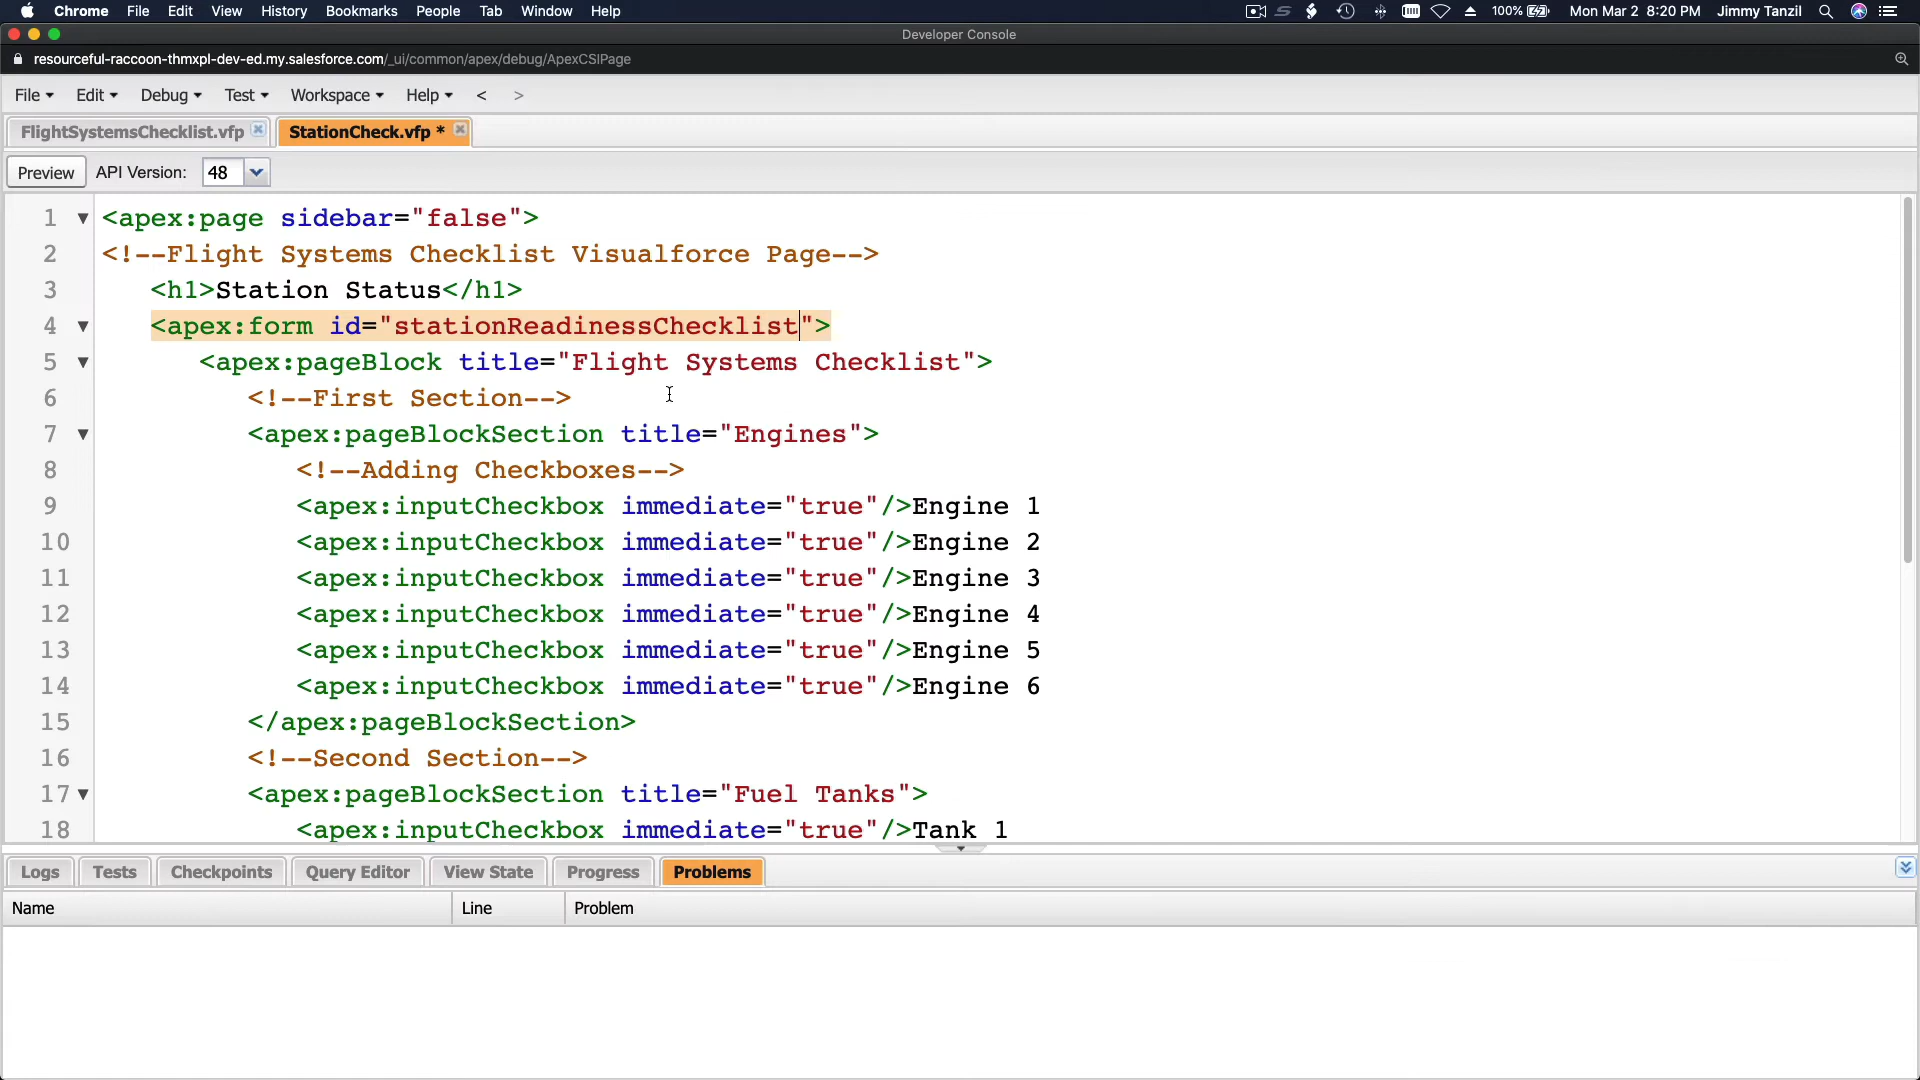 Chrome File Edit View History Bookmarks People Tab Window Help 100% Mon Mar 2 8:20 PM Jimmy Tanzil
Developer Console
resourceful-raccoon-thmxpl-dev-ed.my.salesforce.com/_ui/common/apex/debug/ApexCSIPage
File Edit Debug Test Workspace Help < >
FlightSystemsChecklist.vfp StationCheck.vfp *
Preview API Version: 48
1 <apex:page sidebar="false">
2 <!--Flight Systems Checklist Visualforce Page-->
3 <h1>Station Status</h1>
4 <apex:form id="stationReadinessChecklist">
5 <apex:pageBlock title="Flight Systems Checklist">
6 <!--First Section-->
7 <apex:pageBlockSection title="Engines">
8 <!--Adding Checkboxes-->
9 <apex:inputCheckbox immediate="true"/>Engine 1
10 <apex:inputCheckbox immediate="true"/>Engine 2
11 <apex:inputCheckbox immediate="true"/>Engine 3
12 <apex:inputCheckbox immediate="true"/>Engine 4
13 <apex:inputCheckbox immediate="true"/>Engine 5
14 <apex:inputCheckbox immediate="true"/>Engine 6
15 </apex:pageBlockSection>
16 <!--Second Section-->
17 <apex:pageBlockSection title="Fuel Tanks">
18 <apex:inputCheckbox immediate="true"/>Tank 1
Logs Tests Checkpoints Query Editor View State Progress Problems
Name Line Problem